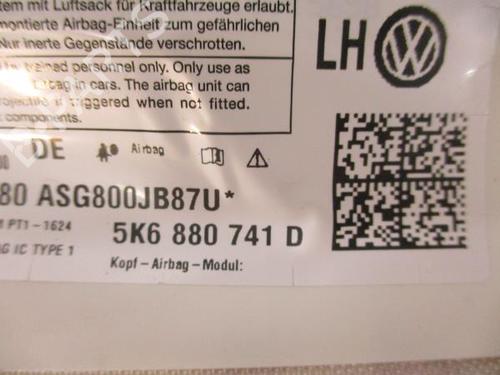 tem mit Luftsack für Kraftfahrzeuge erlaubt.
montierte Airbag-Einheit zum gefährlichen
Nur inerte Gegenstände verschrotten.
trained personnel only. Only use as
bag in cars. The airbag unit can
triggered when not fitted.
components.
LH
DE
Airbag
80 ASG800JB87U*
PT1-1624
5K6 880 741 D
G IC TYPE 1
Kopf-Airbag-Modul: